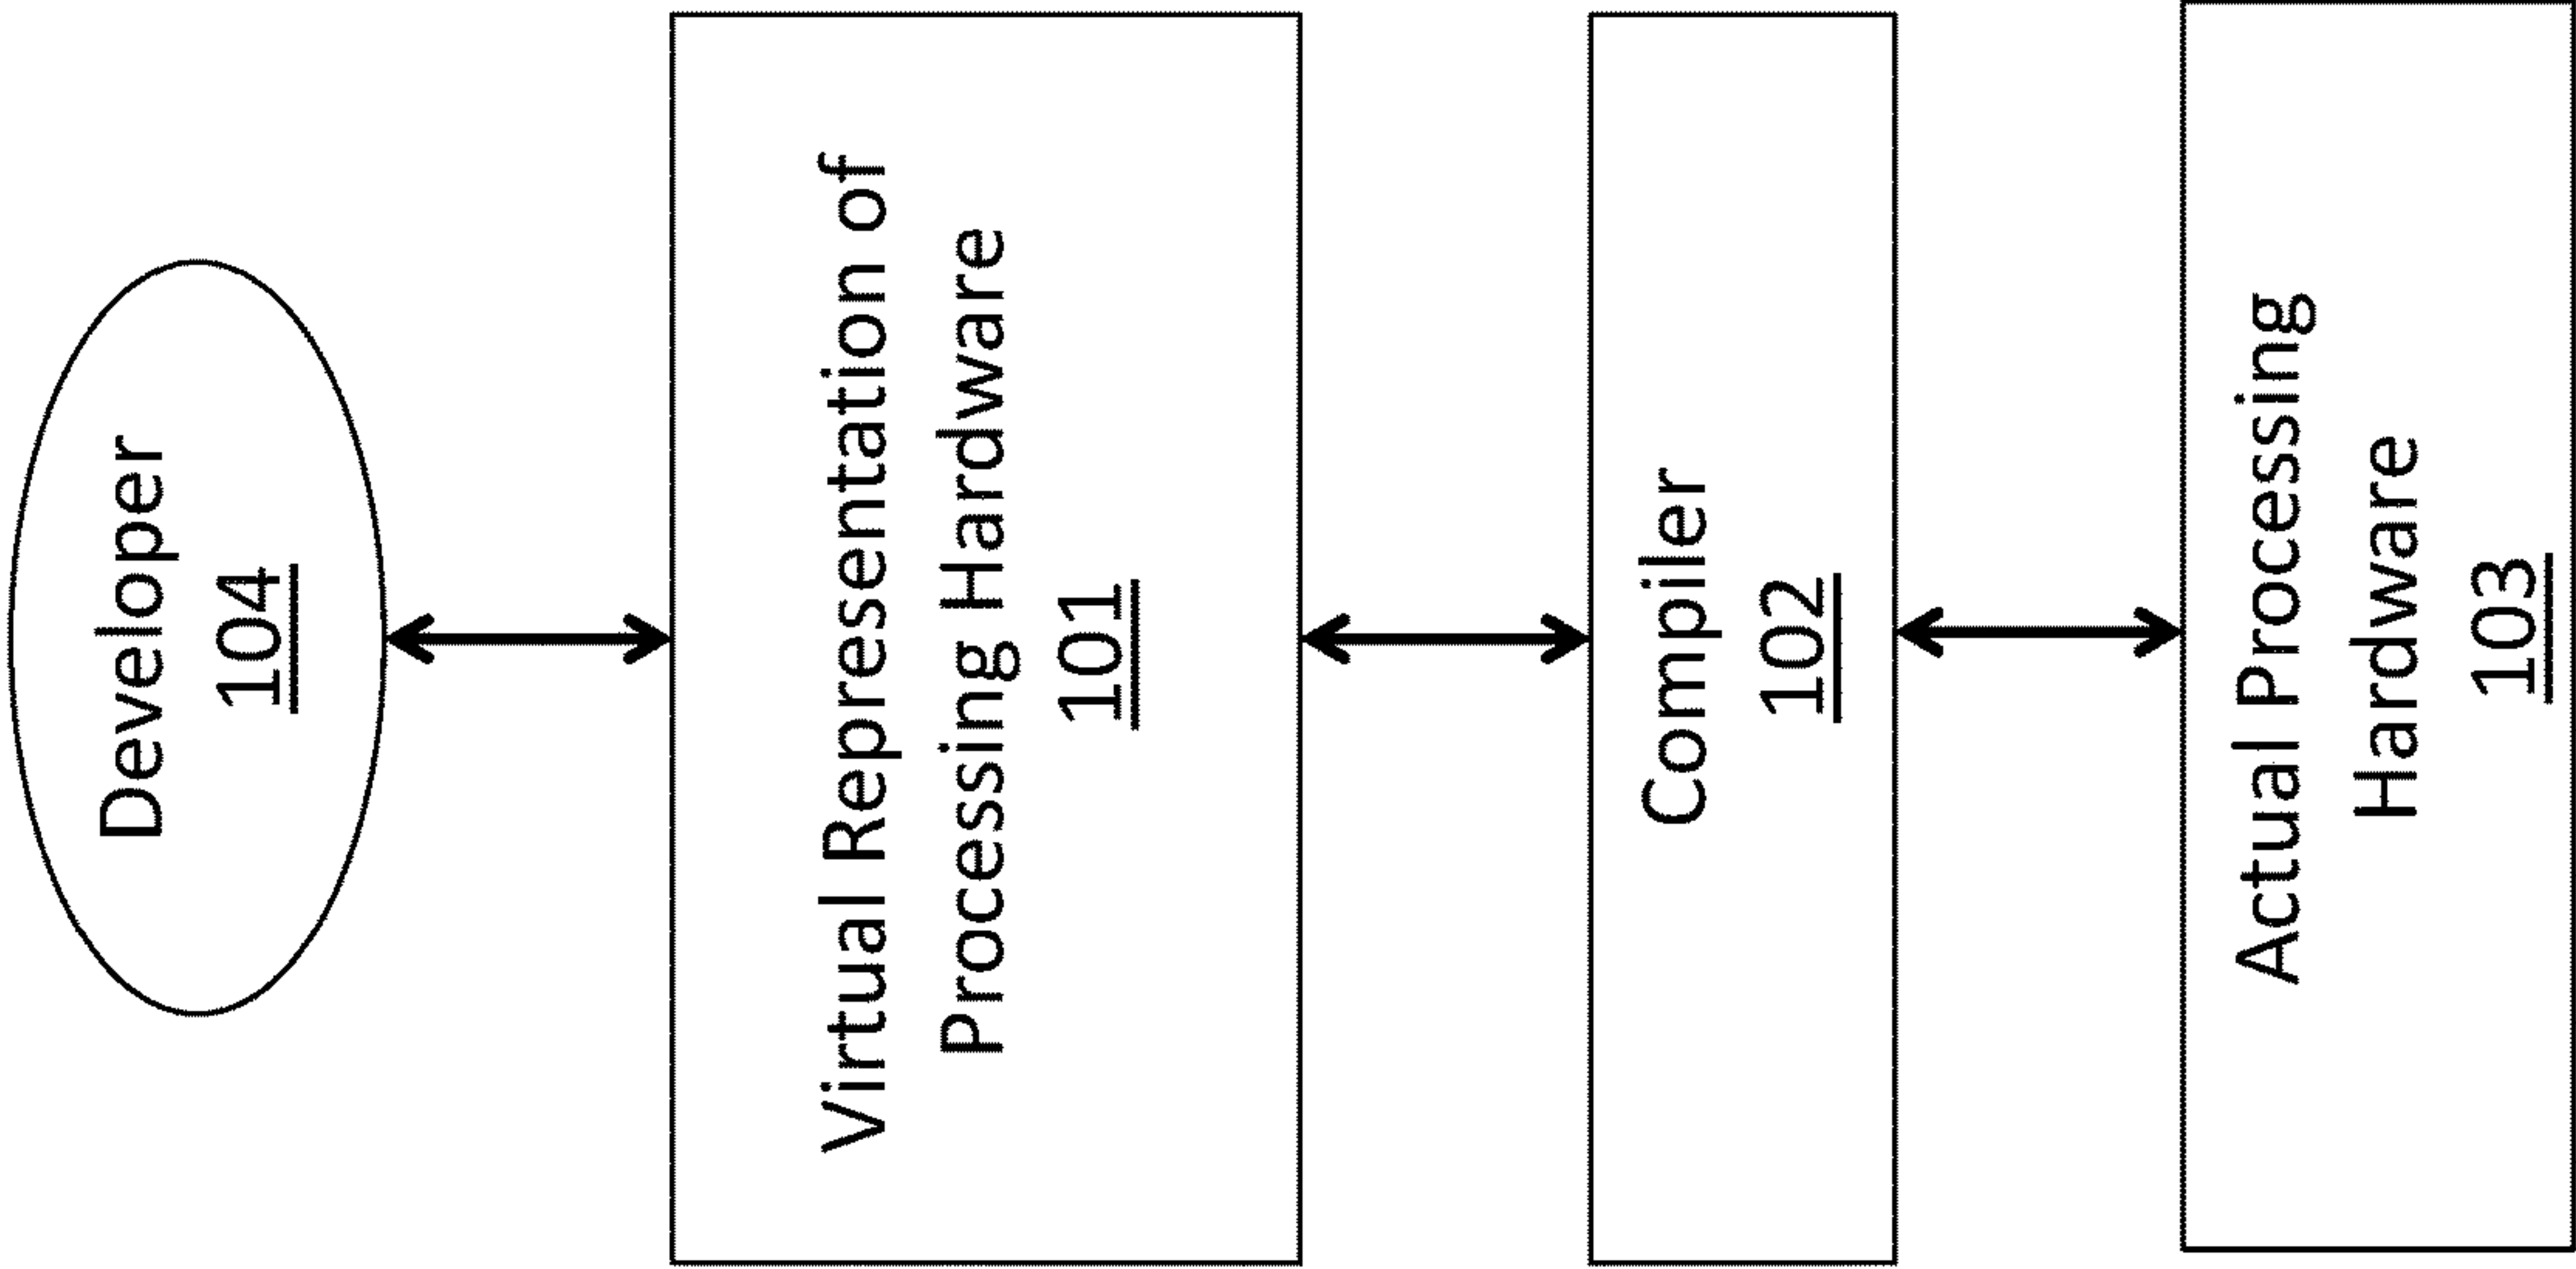 Developer
104
Virtual Representation of
Processing Hardware
101
Compiler
102
Actual Processing
Hardware
103